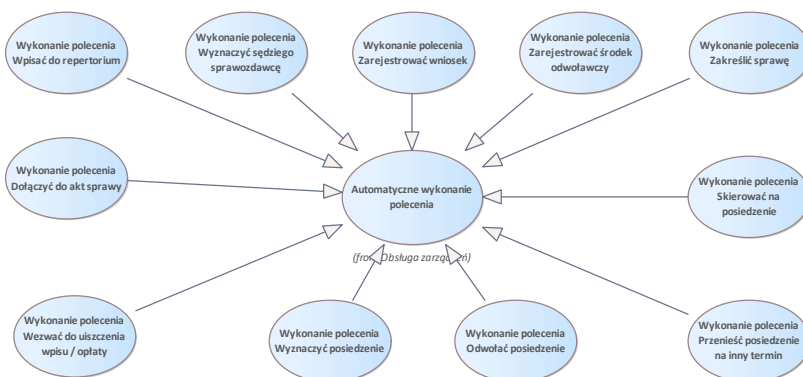 Wykonanie polecenia
Wpisać do repertorium
Wykonanie polecenia
Wyznaczyć sędziego
sprawozdawcę
Wykonanie polecenia
Zarejestrować wniosek
Wykonanie polecenia
Zarejestrować środek
odwoławczy
Wykonanie polecenia
Zakreślić sprawę
Wykonanie polecenia
Dołączyć do akt sprawy
Automatyczne wykonanie
polecenia
Wykonanie polecenia
Skierować na
posiedzenie
(from Obsługa zarządzeń)
Wykonanie polecenia
Wezwać do uiszczenia
wpisu / opłaty
Wykonanie polecenia
Wyznaczyć posiedzenie
Wykonanie polecenia
Odwołać posiedzenie
Wykonanie polecenia
Przenieść posiedzenie
na inny termin